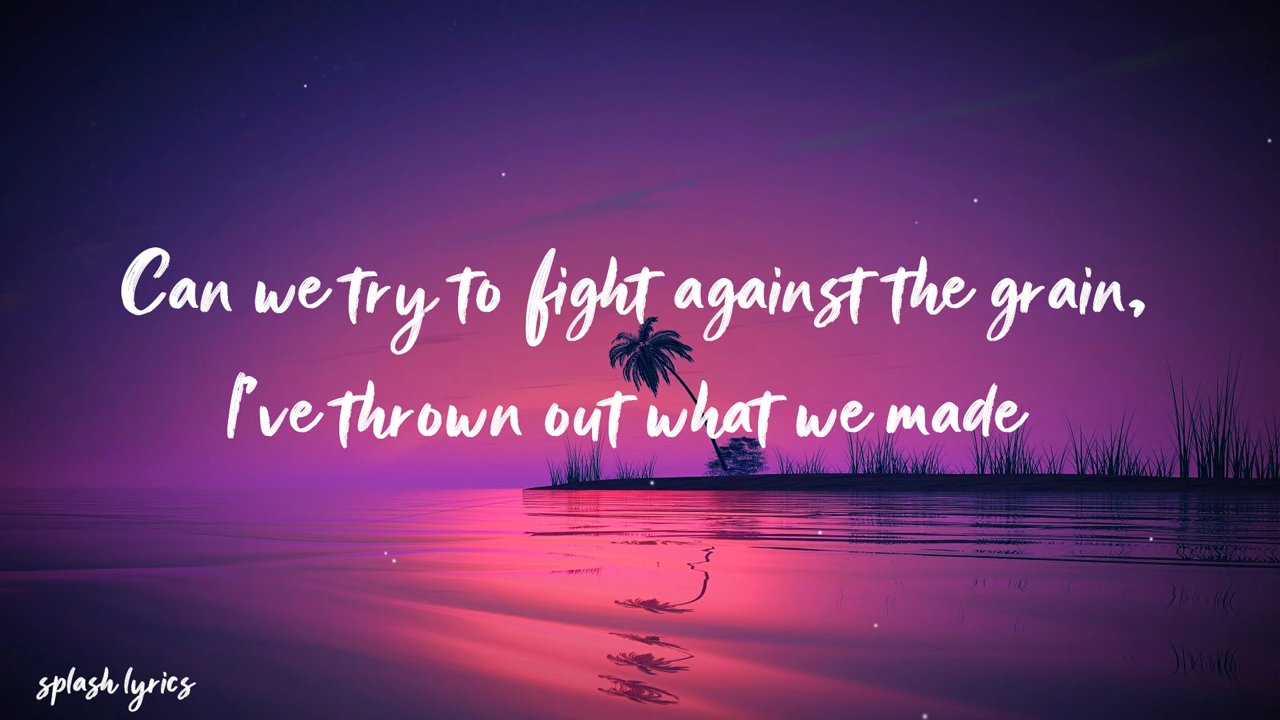 Can we try to fight against the grain,
I've thrown out what we made
splash lyrics